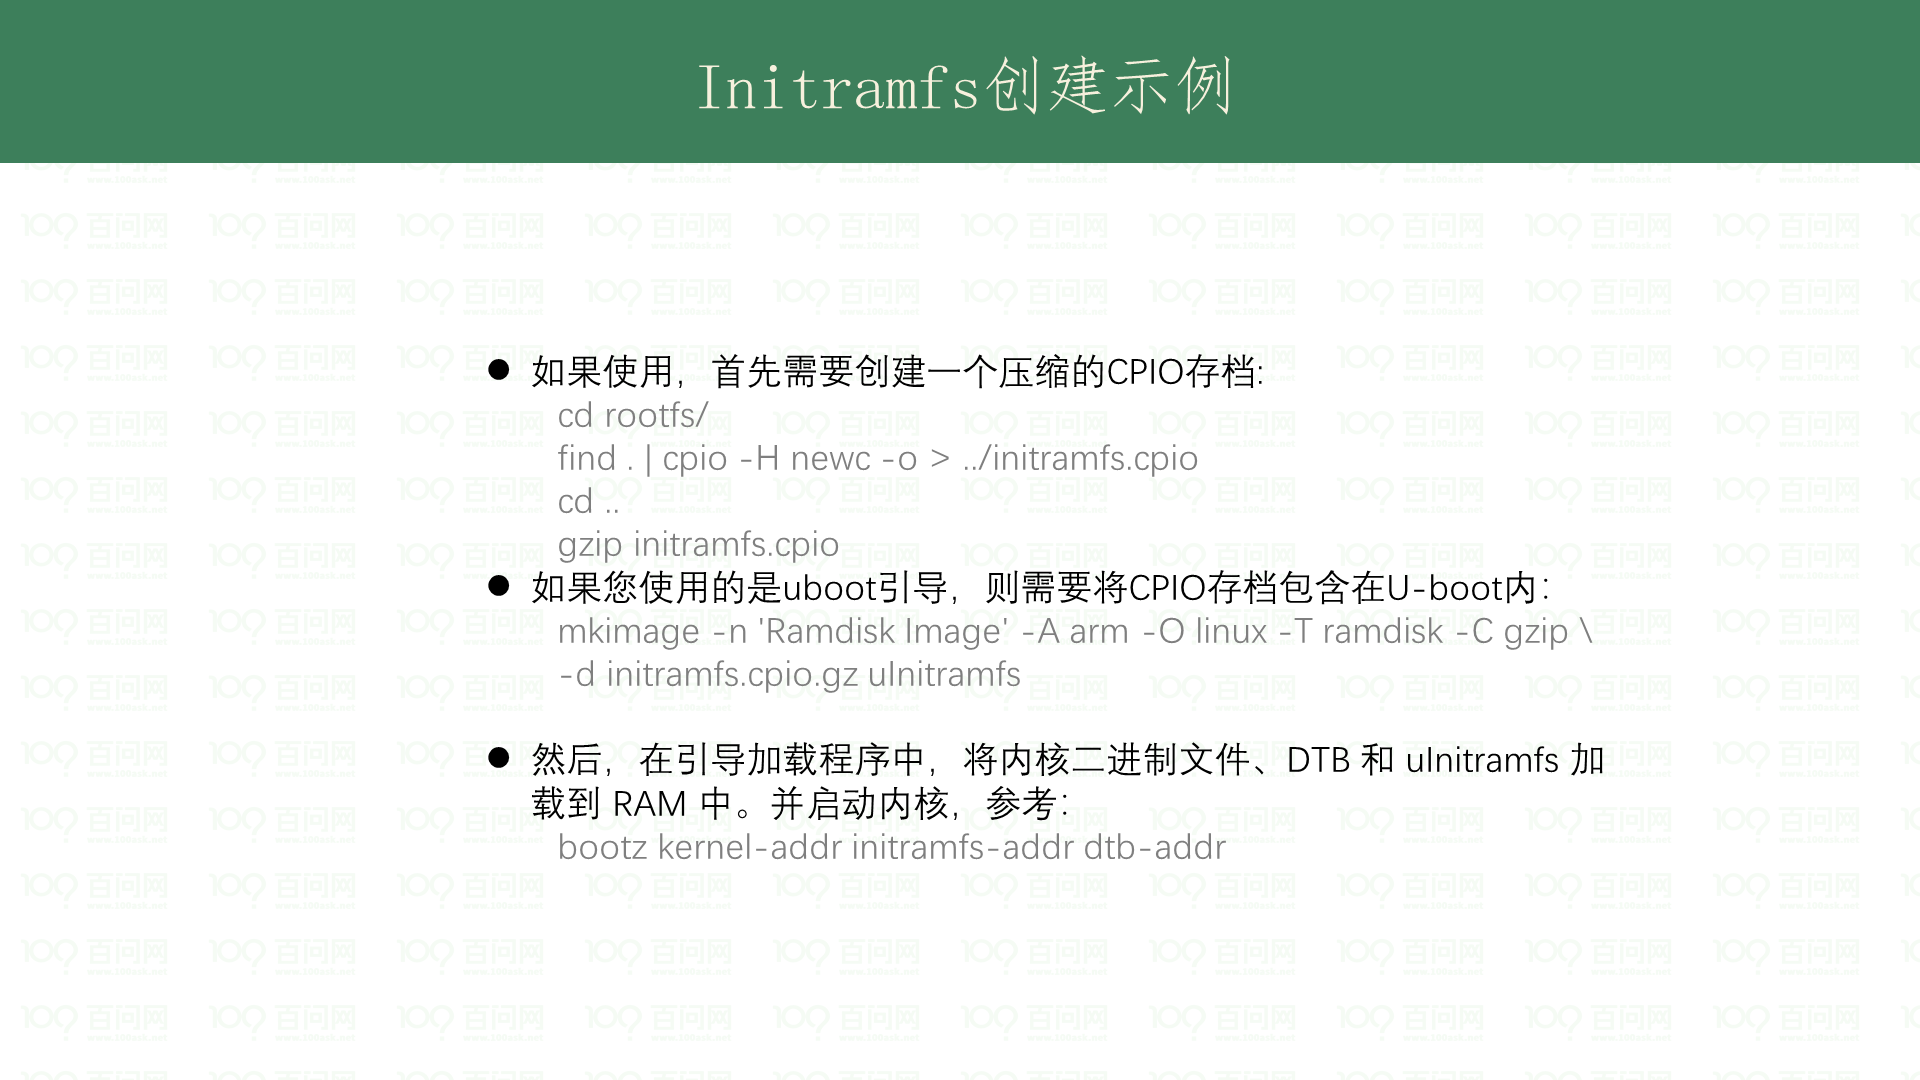 Initramfs创建示例
● 如果使用，首先需要创建一个压缩的CPIO存档:
cd rootfs/
find . | cpio -H newc -o > ../initramfs.cpio
cd ..
gzip initramfs.cpio
● 如果您使用的是uboot引导，则需要将CPIO存档包含在U-boot内：
mkimage -n 'Ramdisk Image' -A arm -O linux -T ramdisk -C gzip \
-d initramfs.cpio.gz uInitramfs
● 然后，在引导加载程序中，将内核二进制文件、DTB 和 uInitramfs 加
载到 RAM 中。并启动内核，参考：
bootz kernel-addr initramfs-addr dtb-addr